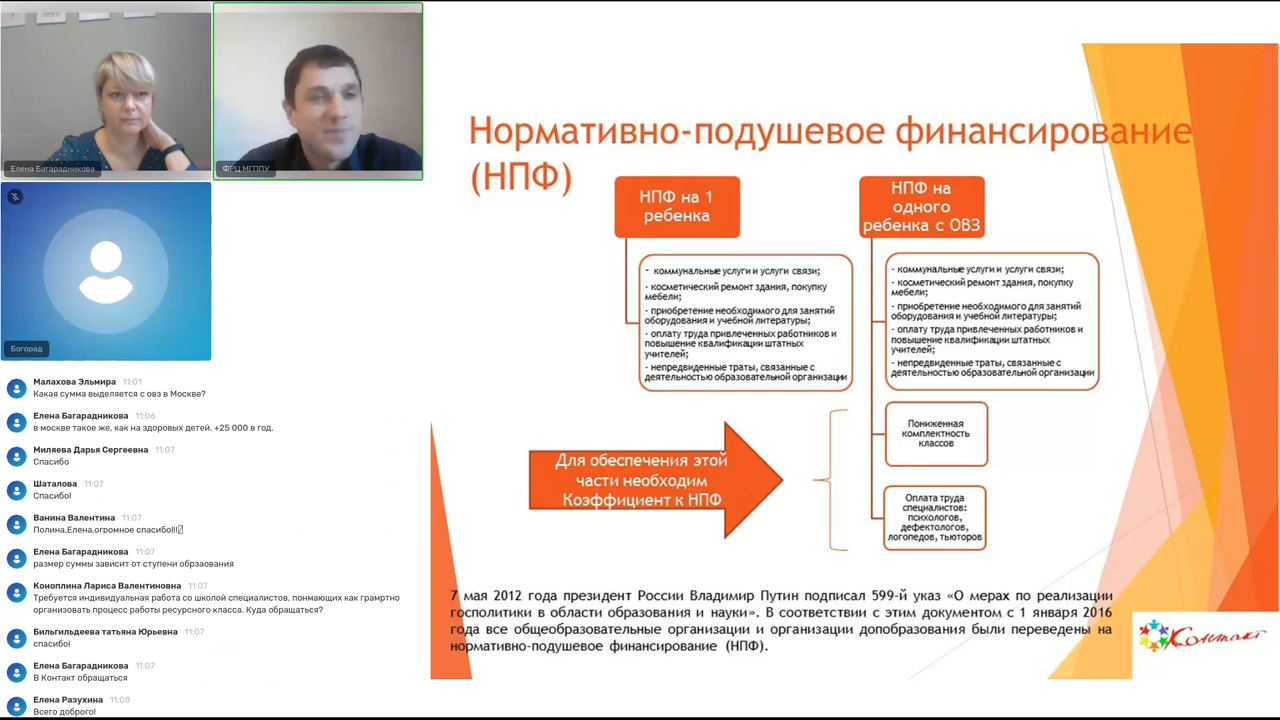 Елена Багарадникова
ФРЦ МГППУ
Богорад
Малахова Эльмира 11:01
Какая сумма выделяется с овз в Москве?
Елена Багарадникова 11:06
в москве такое же, как на здоровых детей. +25 000 в год.
Миляева Дарья Сергеевна 11:07
Спасибо
Шаталова 11:07
Спасибо!
Ванина Валентина 11:07
Полина,Елена,огромное спасибо!!!
Елена Багарадникова 11:07
размер суммы зависит от ступени обрзаования
Коноплина Лариса Валентиновна 11:07
Требуется индивидуальная работа со школой специалистов, понмающих как грамртно
организовать процесс работы ресурсного класса. Куда обращаться?
Бильгильдеева татьяна Юрьевна 11:07
спасибо!
Елена Багарадникова 11:07
В Контакт обращаться
Елена Разухина 11:08
Всего доброго!
Нормативно-подушевое финансирование
(НПФ)
НПФ на 1
ребенка
- коммунальные услуги и услуги связи;
- косметический ремонт здания, покупку
мебели;
- приобретение необходимого для занятий
оборудования и учебной литературы;
- оплату труда привлеченных работников и
повышение квалификации штатных
учителей;
- непредвиденные траты, связанные с
деятельностью образовательной организации
НПФ на
одного
ребенка с ОВЗ
- коммунальные услуги и услуги связи;
- косметический ремонт здания, покупку
мебели;
- приобретение необходимого для занятий
оборудования и учебной литературы;
- оплату труда привлеченных работников и
повышение квалификации штатных
учителей;
- непредвиденные траты, связанные с
деятельностью образовательной организации
Пониженная
комплектность
классов
Оплата труда
специалистов:
психологов,
дефектологов,
логопедов, тьюторов
Для обеспечения этой
части необходим
Коэффициент к НПФ
7 мая 2012 года президент России Владимир Путин подписал 599-й указ «О мерах по реализации
госполитики в области образования и науки». В соответствии с этим документом с 1 января 2016
года все общеобразовательные организации и организации допобразования были переведены на
нормативно-подушевое финансирование (НПФ).
Контакт